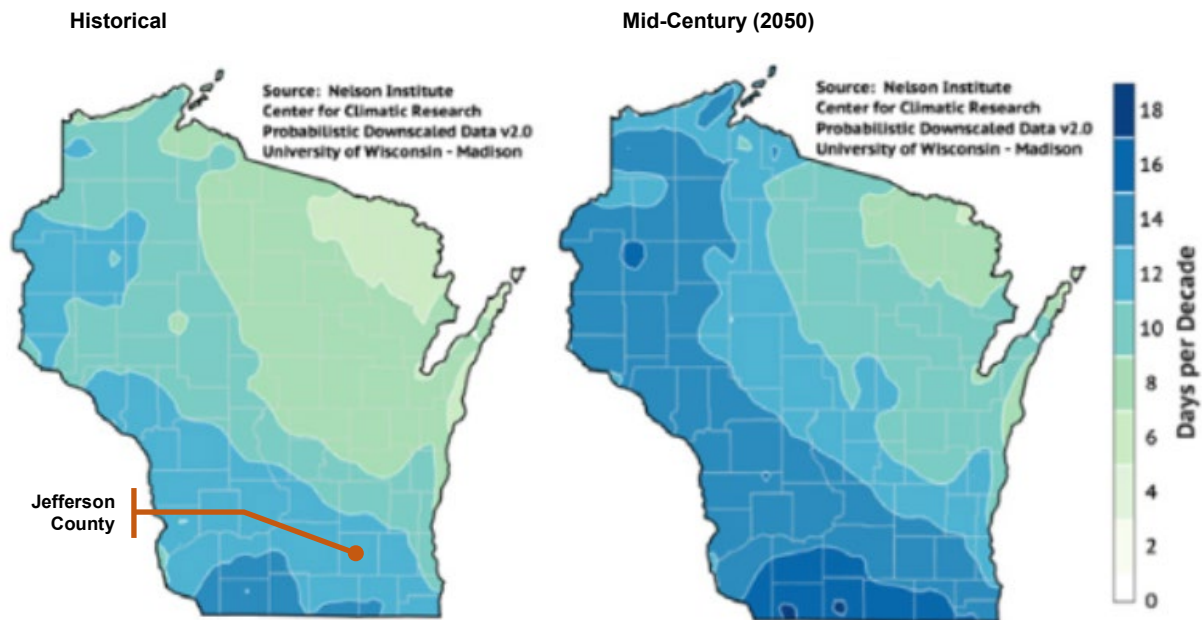 Historical
Mid-Century (2050)
Source: Nelson Institute
Center for Climatic Research
Probabilistic Downscaled Data v2.0
University of Wisconsin - Madison
Source: Nelson Institute
Center for Climatic Research
Probabilistic Downscaled Data v2.0
University of Wisconsin - Madison
18
16
14
12
10
8
6
4
2
0
Days per Decade
Jefferson
County